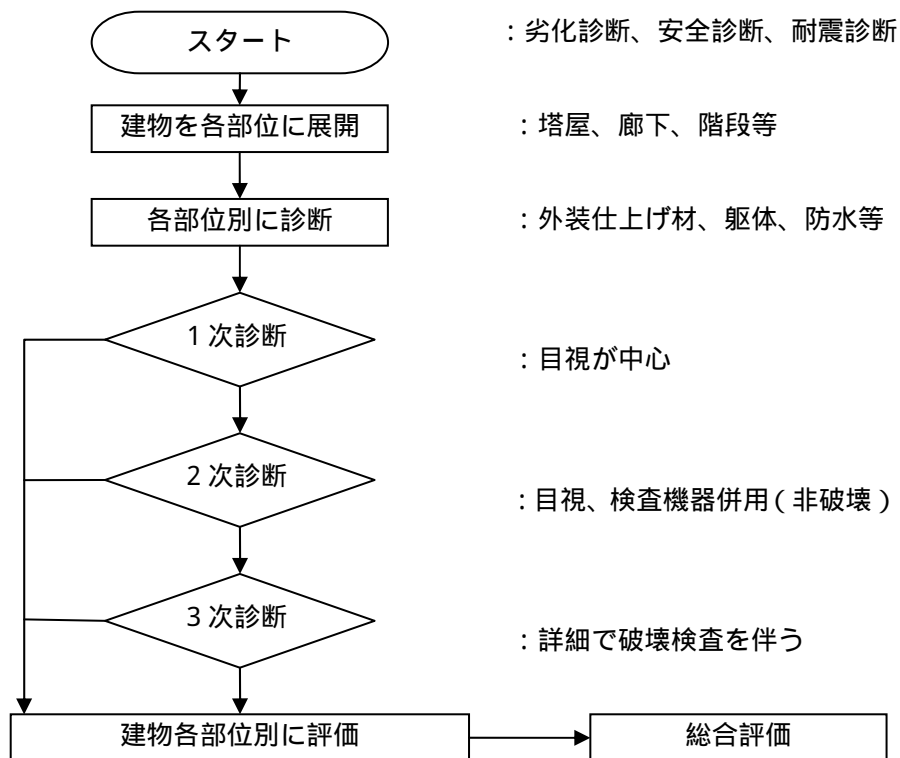 スタート
：劣化診断、安全診断、耐震診断
建物を各部位に展開
：塔屋、廊下、階段等
各部位別に診断
：外装仕上げ材、躯体、防水等
1 次診断
：目視が中心
2 次診断
：目視、検査機器併用（非破壊）
3 次診断
：詳細で破壊検査を伴う
建物各部位別に評価
総合評価